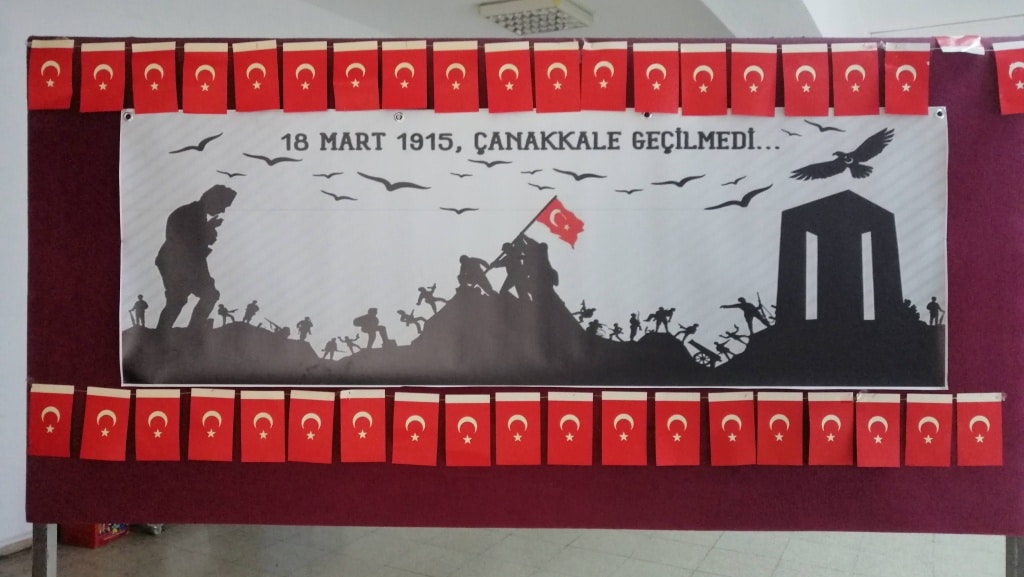 18 MART 1915, ÇANAKKALE GEÇİLMEDİ...